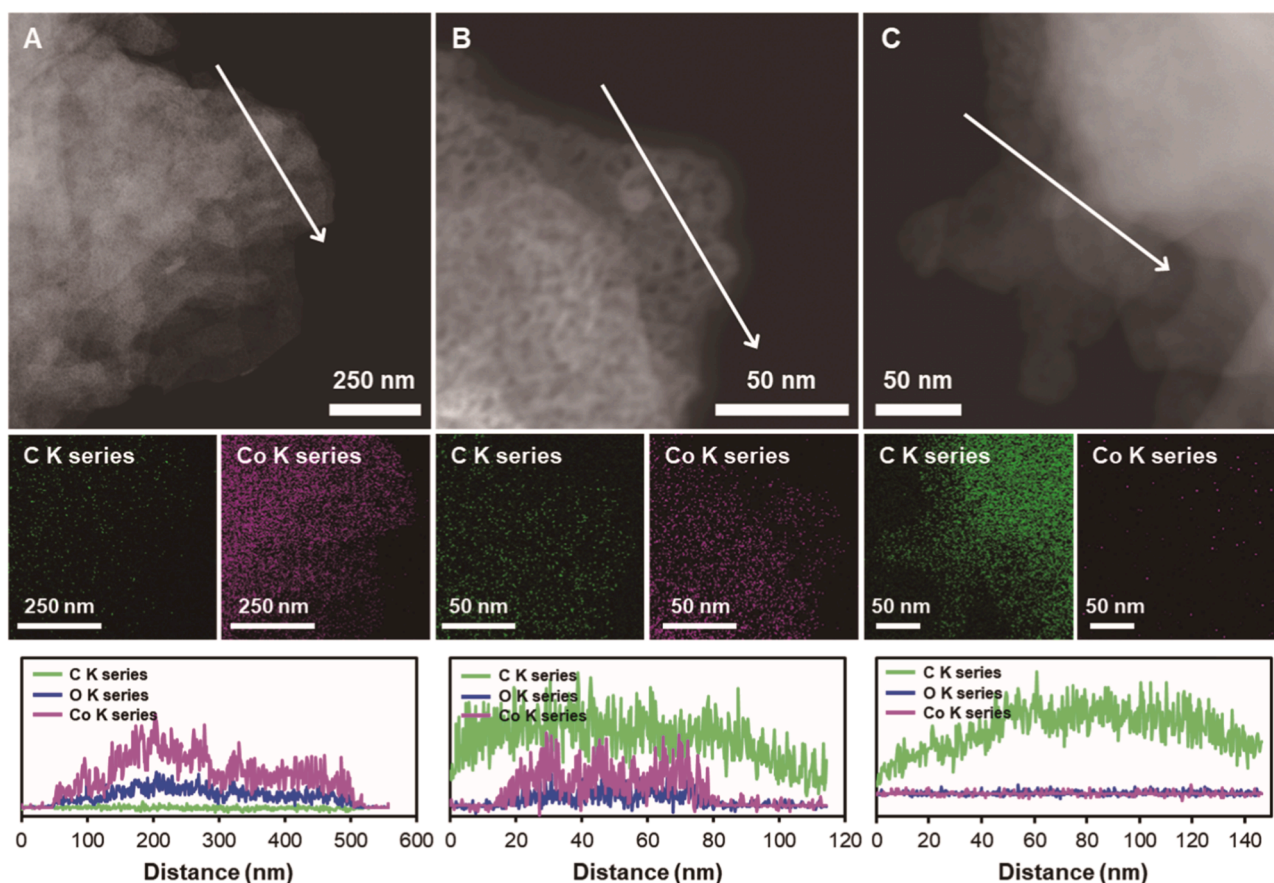 A
250 nm
B
50 nm
C
50 nm
C K series
250 nm
Co K series
250 nm
C K series
50 nm
Co K series
50 nm
C K series
50 nm
Co K series
50 nm
C K series
O K series
Co K series
0 100 200 300 400 500 600
Distance (nm)
C K series
O K series
Co K series
0 20 40 60 80 100 120
Distance (nm)
C K series
O K series
Co K series
0 20 40 60 80 100 120 140
Distance (nm)